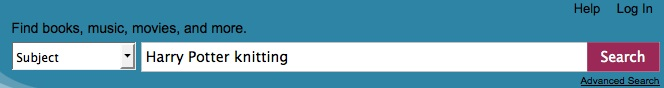 Help Log In
Find books, music, movies, and more.
Subject Harry Potter knitting Search
Advanced Search